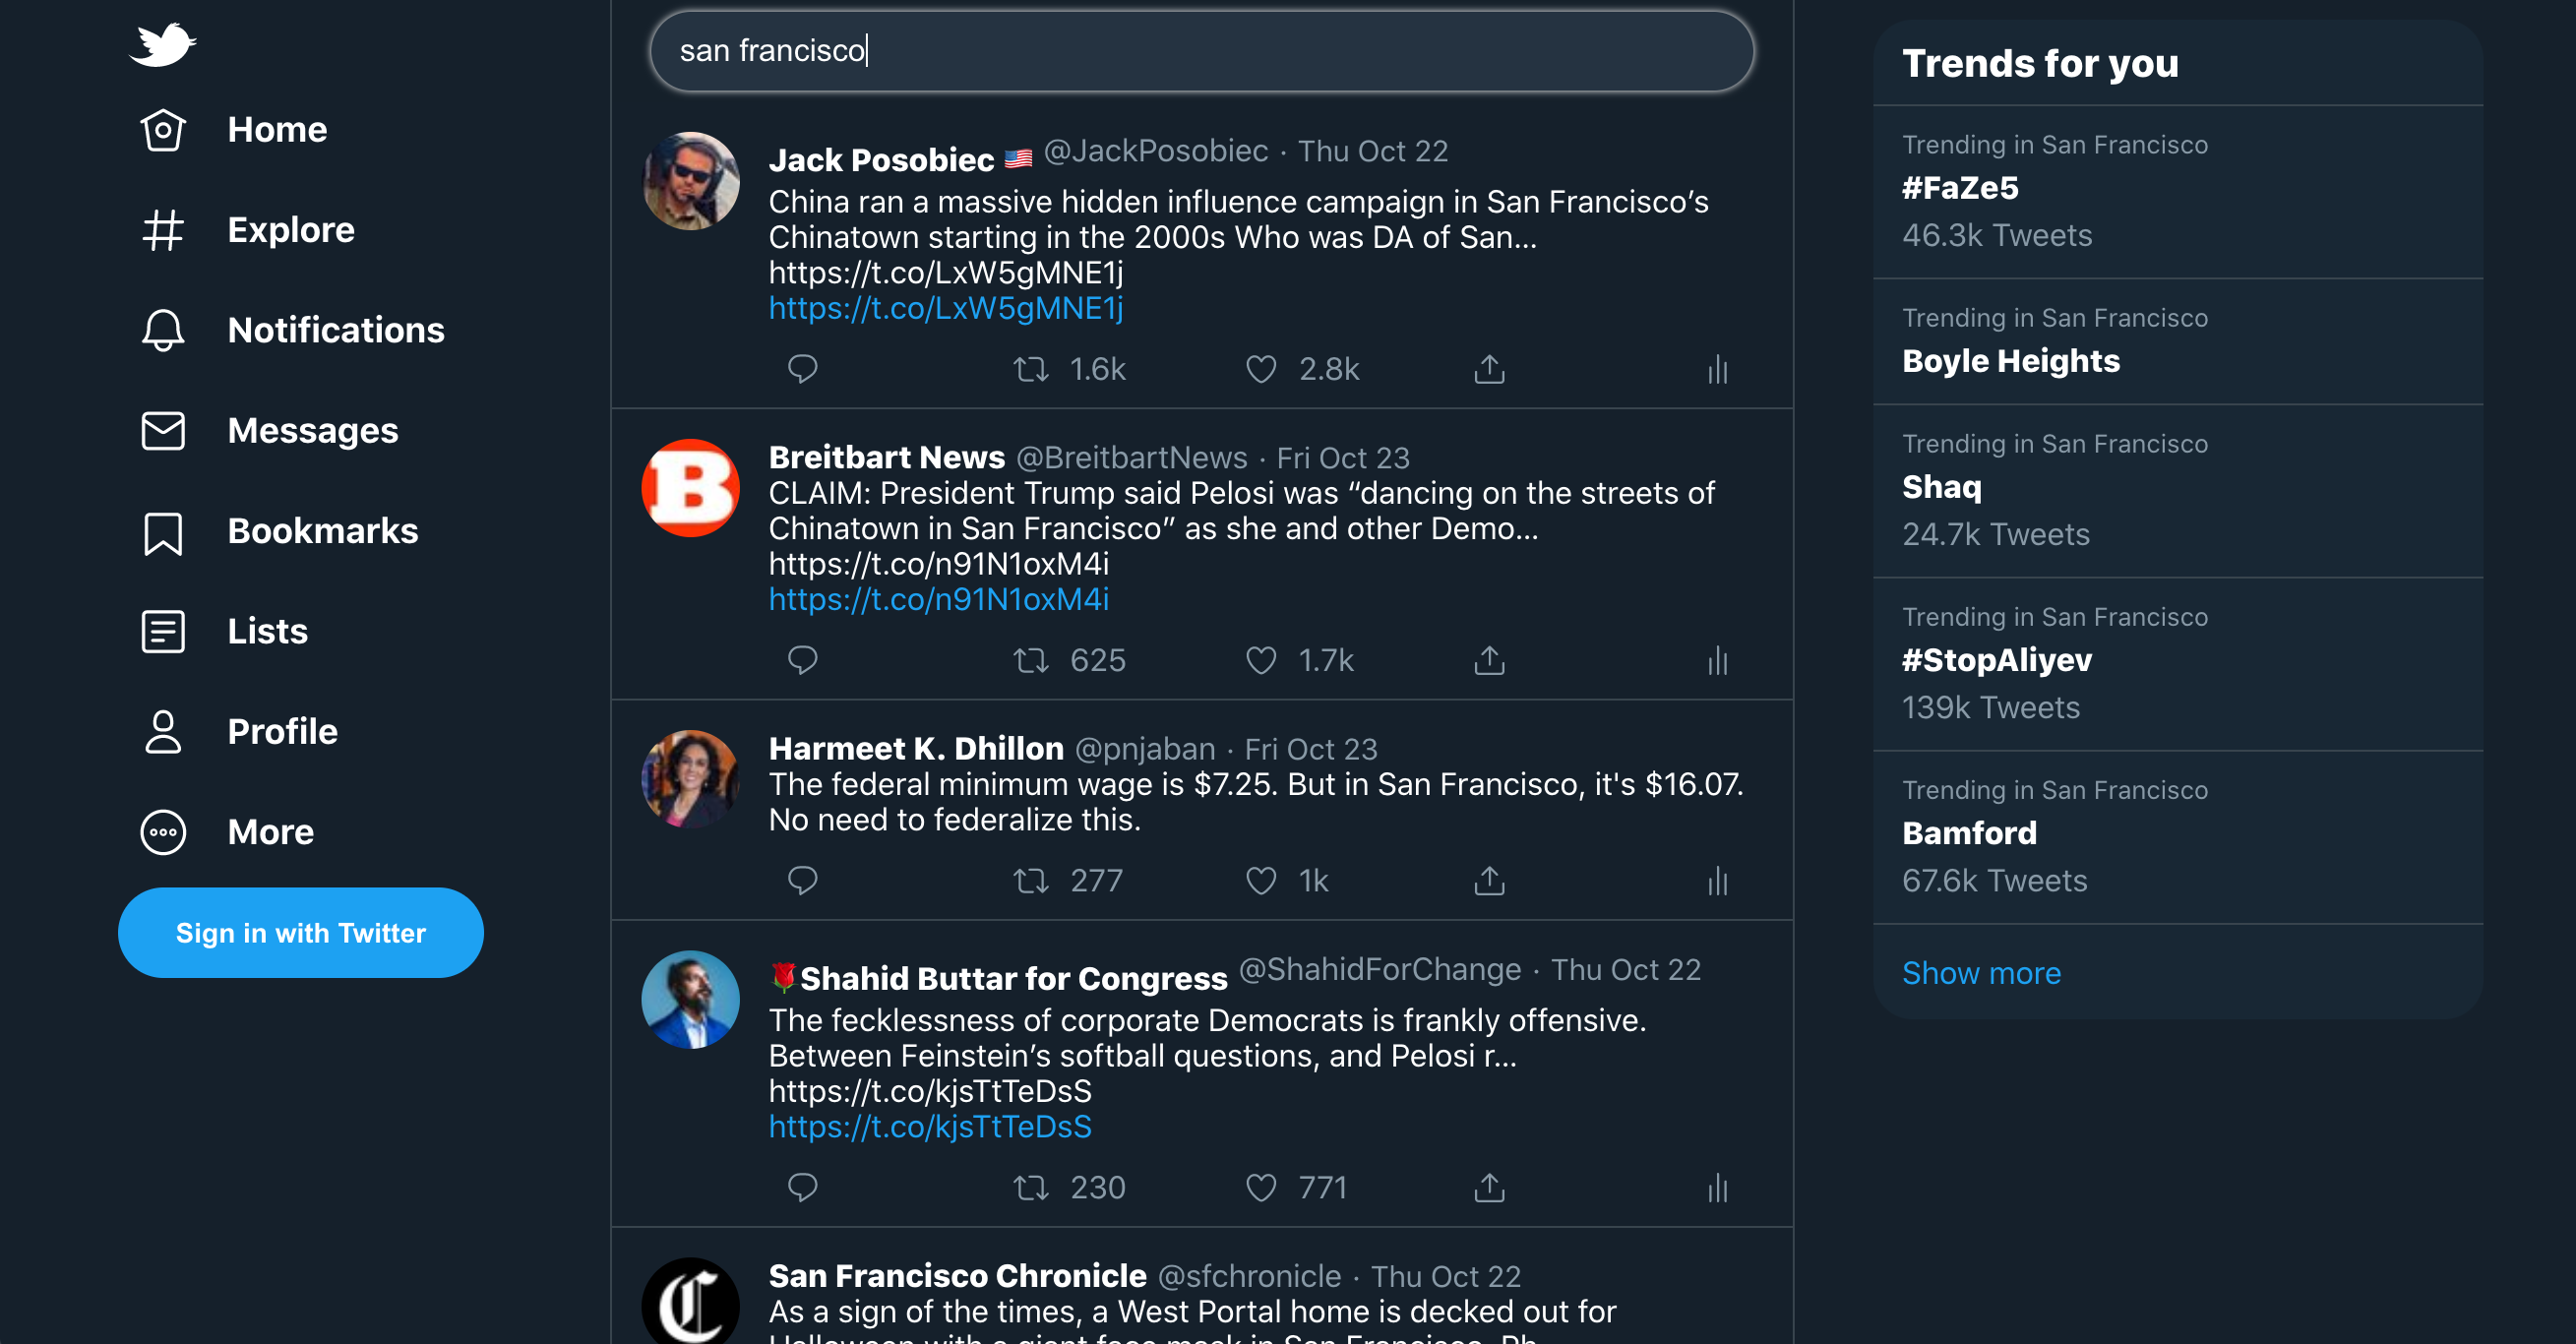 san francisco
Home
Explore
Notifications
Messages
Bookmarks
Lists
Profile
More
Sign in with Twitter
Jack Posobiec 🇺🇸 @JackPosobiec · Thu Oct 22
China ran a massive hidden influence campaign in San Francisco’s
Chinatown starting in the 2000s Who was DA of San…
https://t.co/LxW5gMNE1j
https://t.co/LxW5gMNE1j
1.6k 2.8k
Breitbart News @BreitbartNews · Fri Oct 23
CLAIM: President Trump said Pelosi was “dancing on the streets of
Chinatown in San Francisco” as she and other Demo…
https://t.co/n91N1oxM4i
https://t.co/n91N1oxM4i
625 1.7k
Harmeet K. Dhillon @pnjaban · Fri Oct 23
The federal minimum wage is $7.25. But in San Francisco, it's $16.07.
No need to federalize this.
277 1k
🌹Shahid Buttar for Congress @ShahidForChange · Thu Oct 22
The fecklessness of corporate Democrats is frankly offensive.
Between Feinstein’s softball questions, and Pelosi r…
https://t.co/kjsTtTeDsS
https://t.co/kjsTtTeDsS
230 771
San Francisco Chronicle @sfchronicle · Thu Oct 22
As a sign of the times, a West Portal home is decked out for
Halloween with a giant face mask in San Francisco. Ph…
Trends for you
Trending in San Francisco
#FaZe5
46.3k Tweets
Trending in San Francisco
Boyle Heights
Trending in San Francisco
Shaq
24.7k Tweets
Trending in San Francisco
#StopAliyev
139k Tweets
Trending in San Francisco
Bamford
67.6k Tweets
Show more